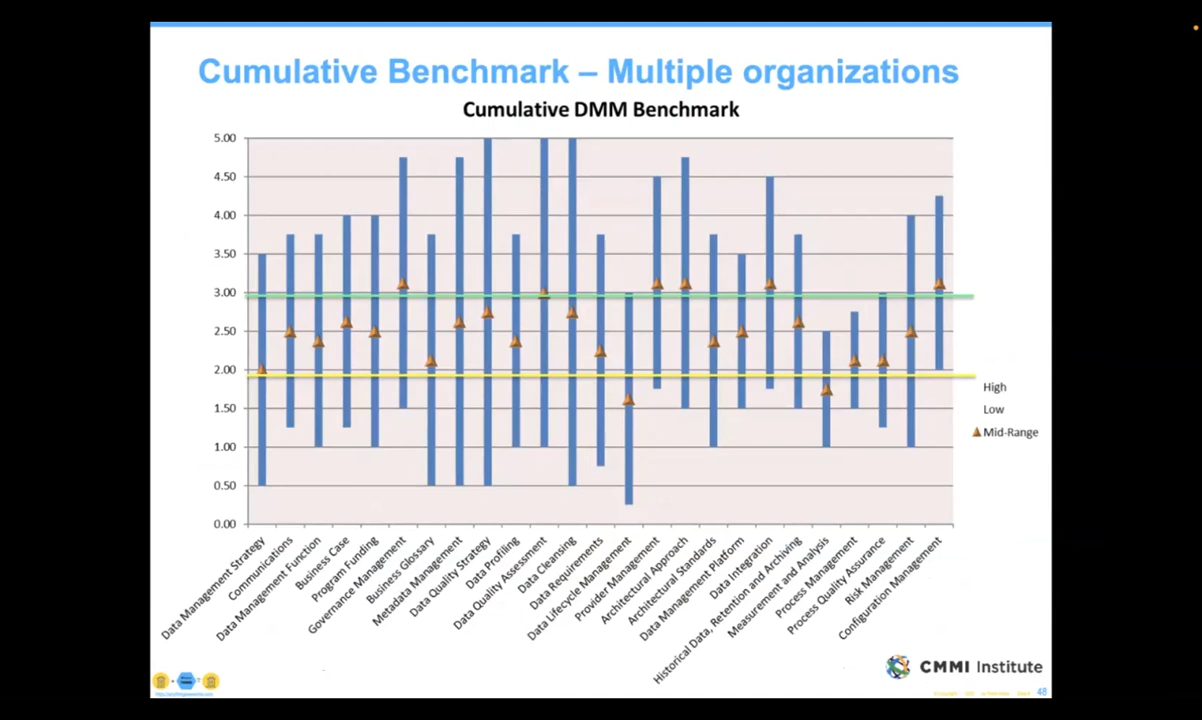 Cumulative Benchmark – Multiple organizations
Cumulative DMM Benchmark
5.00
4.50
4.00
3.50
3.00
2.50
2.00
1.50
1.00
0.50
0.00
High
Low
Mid-Range
Data Management Strategy
Communications
Data Management Function
Business Case
Program Funding
Governance Management
Business Glossary
Metadata Management
Data Quality Strategy
Data Profiling
Data Quality Assessment
Data Cleansing
Data Requirements
Data Lifecycle Management
Provider Management
Architectural Approach
Architectural Standards
Data Management Platform
Data Integration
Historical Data, Retention and Archiving
Measurement and Analysis
Process Management
Process Quality Assurance
Risk Management
Configuration Management
CMMI Institute
48